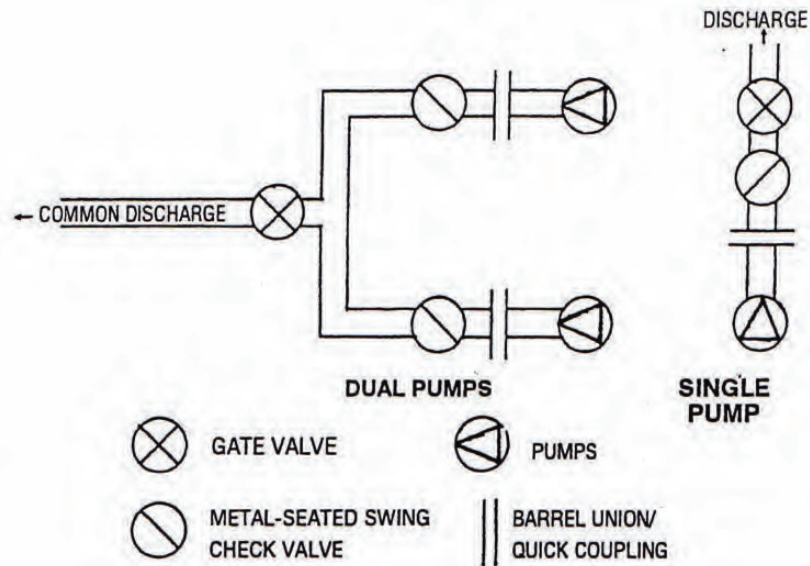 DISCHARGE
← COMMON DISCHARGE
DUAL PUMPS
SINGLE
PUMP
GATE VALVE
PUMPS
METAL-SEATED SWING
CHECK VALVE
BARREL UNION/
QUICK COUPLING